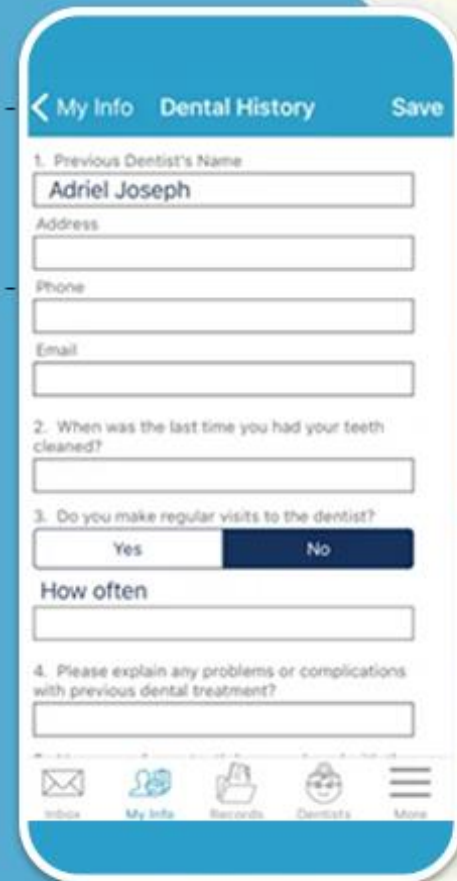 My Info Dental History Save
1. Previous Dentist's Name
Adriel Joseph
Address
Phone
Email
2. When was the last time you had your teeth
cleaned?
3. Do you make regular visits to the dentist?
Yes No
How often
4. Please explain any problems or complications
with previous dental treatment?
Inbox My Info Records Dentists More